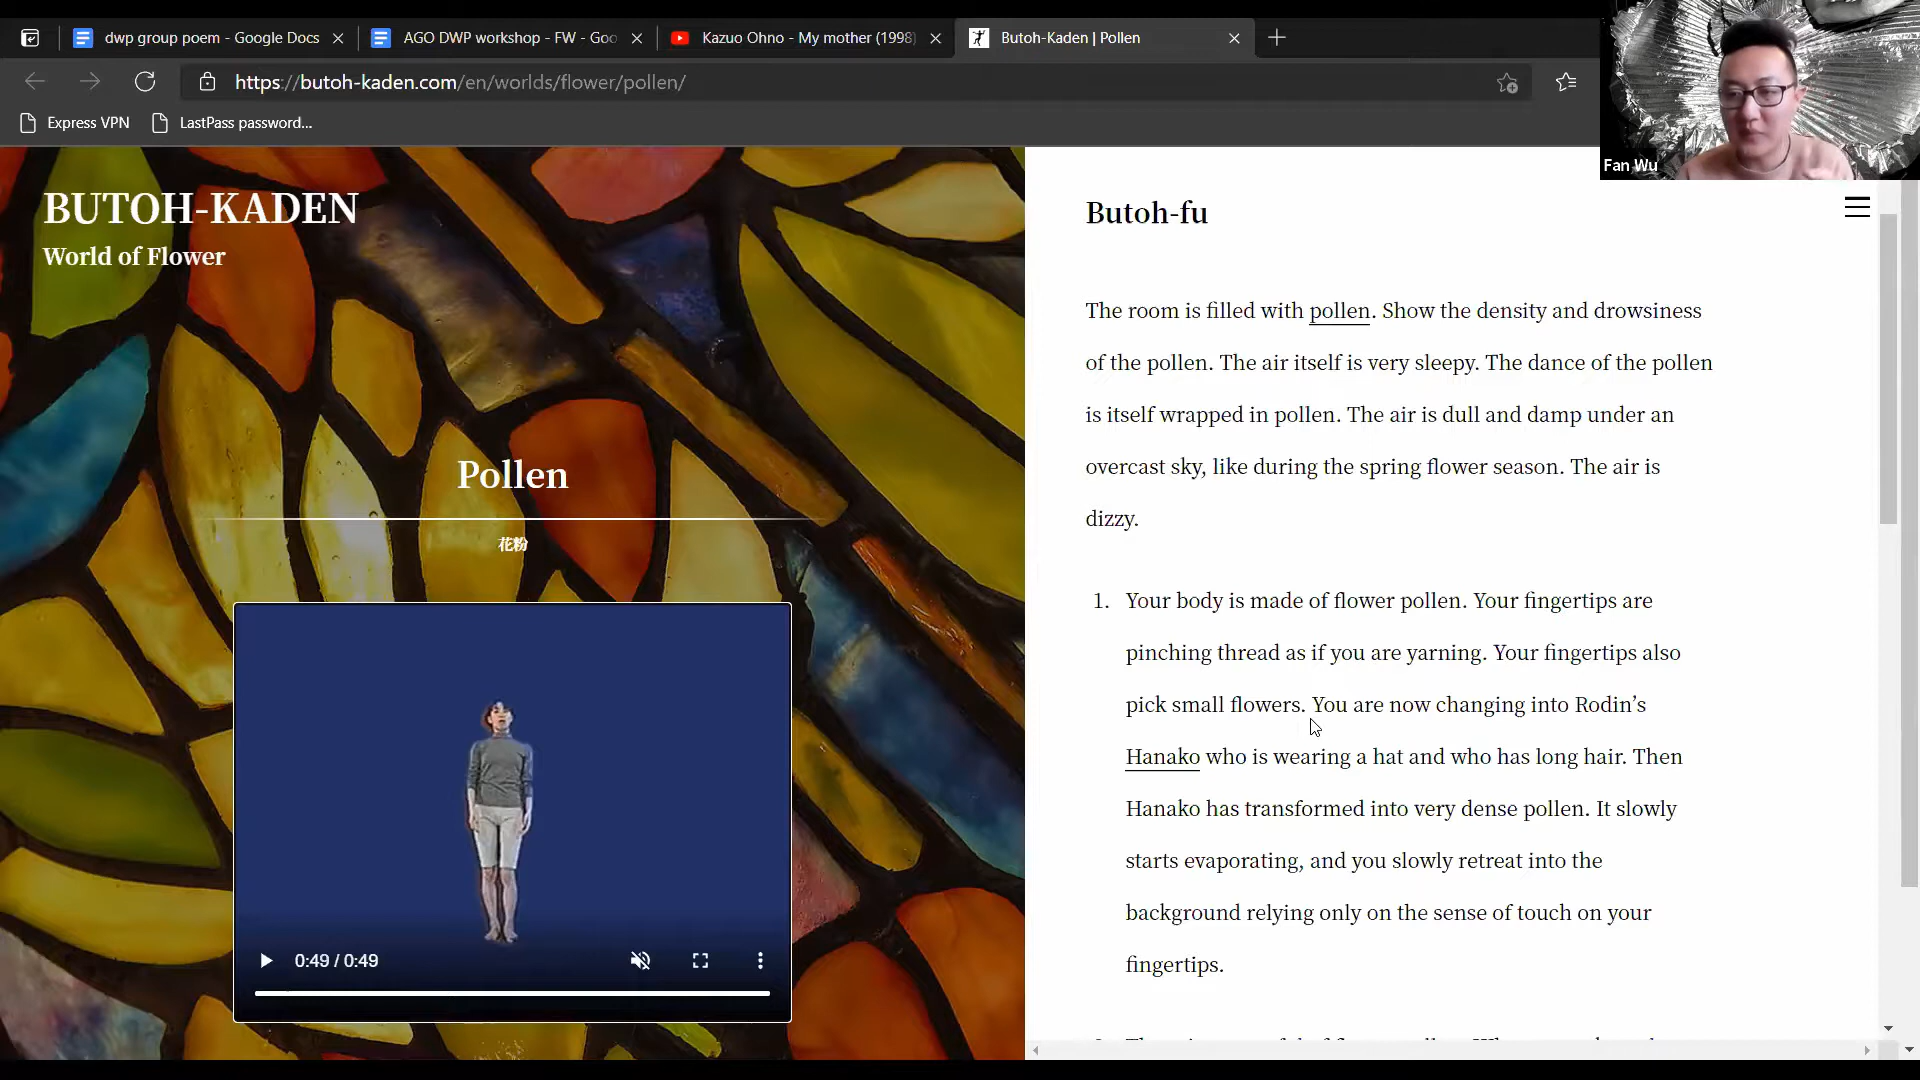 dwp group poem - Google Docs
AGO DWP workshop - FW - Goo
Kazuo Ohno - My mother (1998)
Butoh-Kaden | Pollen
https://butoh-kaden.com/en/worlds/flower/pollen/
Express VPN
LastPass password...
Fan Wu
BUTOH-KADEN
World of Flower
Pollen
花粉
0:49 / 0:49
Butoh-fu
The room is filled with pollen. Show the density and drowsiness
of the pollen. The air itself is very sleepy. The dance of the pollen
is itself wrapped in pollen. The air is dull and damp under an
overcast sky, like during the spring flower season. The air is
dizzy.
1. Your body is made of flower pollen. Your fingertips are
pinching thread as if you are yarning. Your fingertips also
pick small flowers. You are now changing into Rodin’s
Hanako who is wearing a hat and who has long hair. Then
Hanako has transformed into very dense pollen. It slowly
starts evaporating, and you slowly retreat into the
background relying only on the sense of touch on your
fingertips.